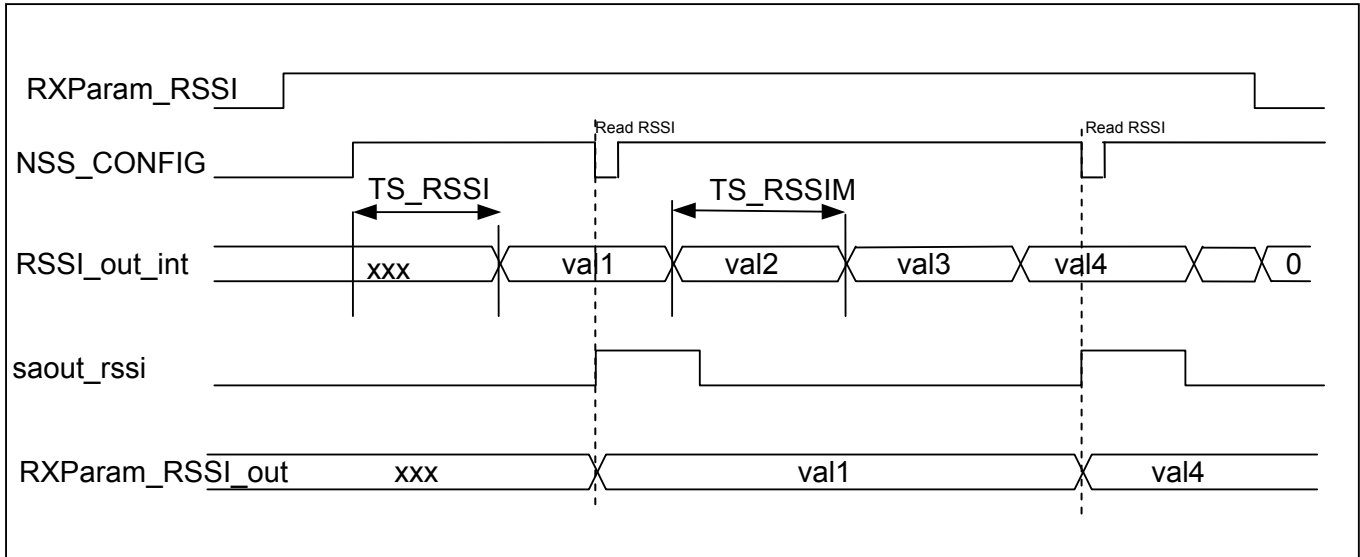 RXParam_RSSI
Read RSSI Read RSSI
NSS_CONFIG
TS_RSSI TS_RSSIM
RSSI_out_int xxx val1 val2 val3 val4 0
saout_rssi
RXParam_RSSI_out xxx val1 val4